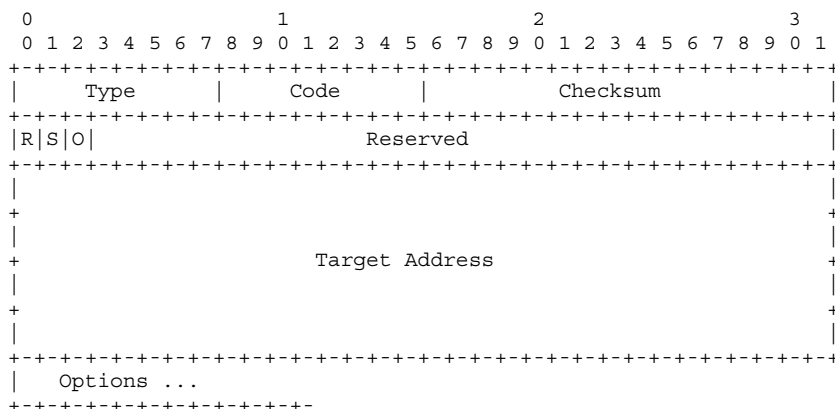 0                   1                   2                   3
0 1 2 3 4 5 6 7 8 9 0 1 2 3 4 5 6 7 8 9 0 1 2 3 4 5 6 7 8 9 0 1
+-+-+-+-+-+-+-+-+-+-+-+-+-+-+-+-+-+-+-+-+-+-+-+-+-+-+-+-+-+-+-+-+
|     Type      |     Code      |          Checksum             |
+-+-+-+-+-+-+-+-+-+-+-+-+-+-+-+-+-+-+-+-+-+-+-+-+-+-+-+-+-+-+-+-+
|R|S|O|                     Reserved                            |
+-+-+-+-+-+-+-+-+-+-+-+-+-+-+-+-+-+-+-+-+-+-+-+-+-+-+-+-+-+-+-+-+
|                                                               |
+                                                               +
|                                                               |
+                       Target Address                          +
|                                                               |
+                                                               +
|                                                               |
+-+-+-+-+-+-+-+-+-+-+-+-+-+-+-+-+-+-+-+-+-+-+-+-+-+-+-+-+-+-+-+-+
|   Options ...
+-+-+-+-+-+-+-+-+-+-+-+-